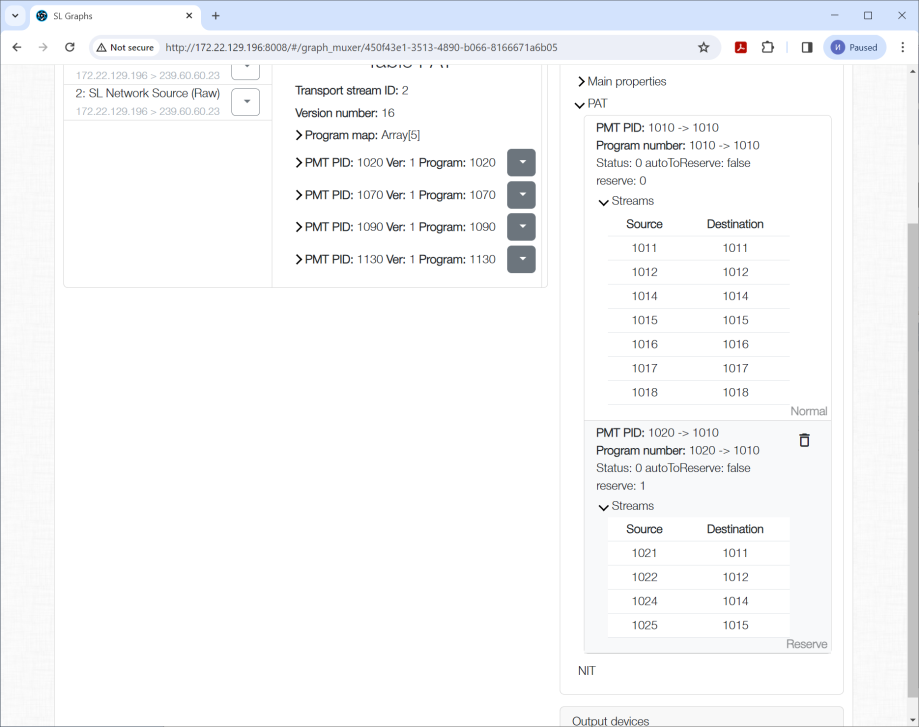 SL Graphs
Not secure
http://172.22.129.196:8008/#/graph_muxer/450f43e1-3513-4890-b066-8166671a6b05
И
Paused
172.22.129.196 > 239.60.60.23
2: SL Network Source (Raw)
172.22.129.196 > 239.60.60.23
Table PAT
Transport stream ID: 2
Version number: 16
Program map: Array[5]
PMT PID: 1020 Ver: 1 Program: 1020
PMT PID: 1070 Ver: 1 Program: 1070
PMT PID: 1090 Ver: 1 Program: 1090
PMT PID: 1130 Ver: 1 Program: 1130
Main properties
PAT
PMT PID: 1010 -> 1010
Program number: 1010 -> 1010
Status: 0 autoToReserve: false
reserve: 0
Streams
Source Destination
1011 1011
1012 1012
1014 1014
1015 1015
1016 1016
1017 1017
1018 1018
Normal
PMT PID: 1020 -> 1010
Program number: 1020 -> 1010
Status: 0 autoToReserve: false
reserve: 1
Streams
Source Destination
1021 1011
1022 1012
1024 1014
1025 1015
Reserve
NIT
Output devices